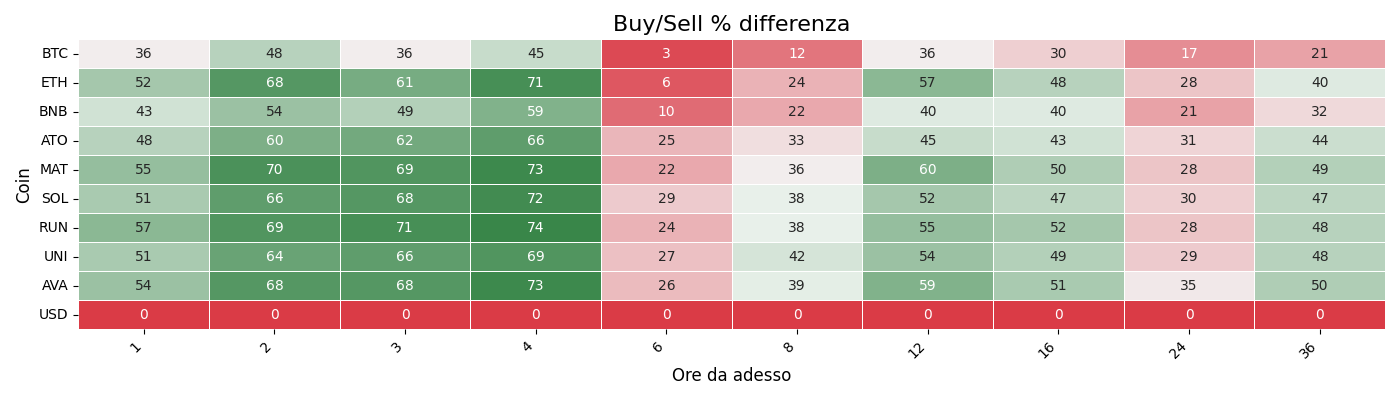 Buy/Sell % differenza
Coin
BTC 36 48 36 45 3 12 36 30 17 21
ETH 52 68 61 71 6 24 57 48 28 40
BNB 43 54 49 59 10 22 40 40 21 32
ATO 48 60 62 66 25 33 45 43 31 44
MAT 55 70 69 73 22 36 60 50 28 49
SOL 51 66 68 72 29 38 52 47 30 47
RUN 57 69 71 74 24 38 55 52 28 48
UNI 51 64 66 69 27 42 54 49 29 48
AVA 54 68 68 73 26 39 59 51 35 50
USD 0 0 0 0 0 0 0 0 0 0
1 2 3 4 6 8 12 16 24 36
Ore da adesso